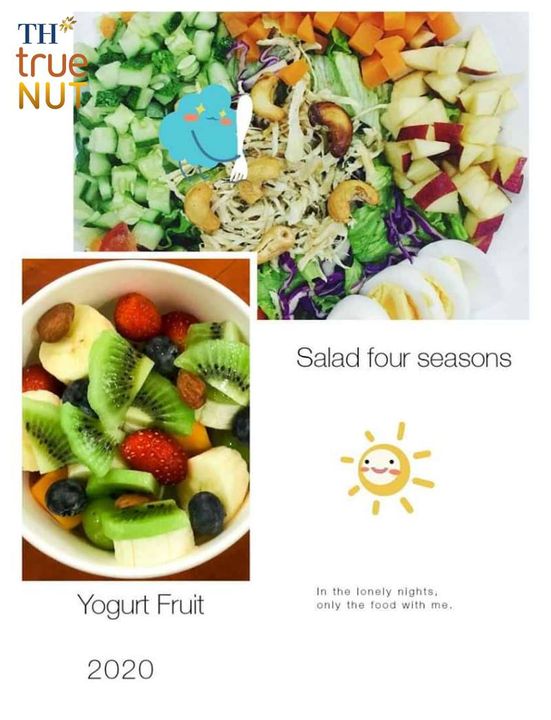 TH
true
NUT
Salad four seasons
In the lonely nights,
only the food with me.
Yogurt Fruit
2020